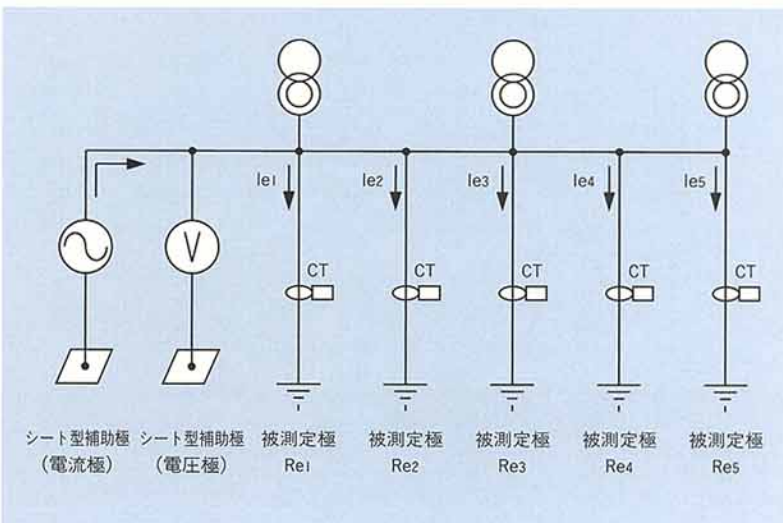 Ie1 Ie2 Ie3 Ie4 Ie5
V
CT CT CT CT CT
シート型補助極 シート型補助極 被測定極 被測定極 被測定極 被測定極 被測定極
(電流極) (電圧極) Re1 Re2 Re3 Re4 Re5